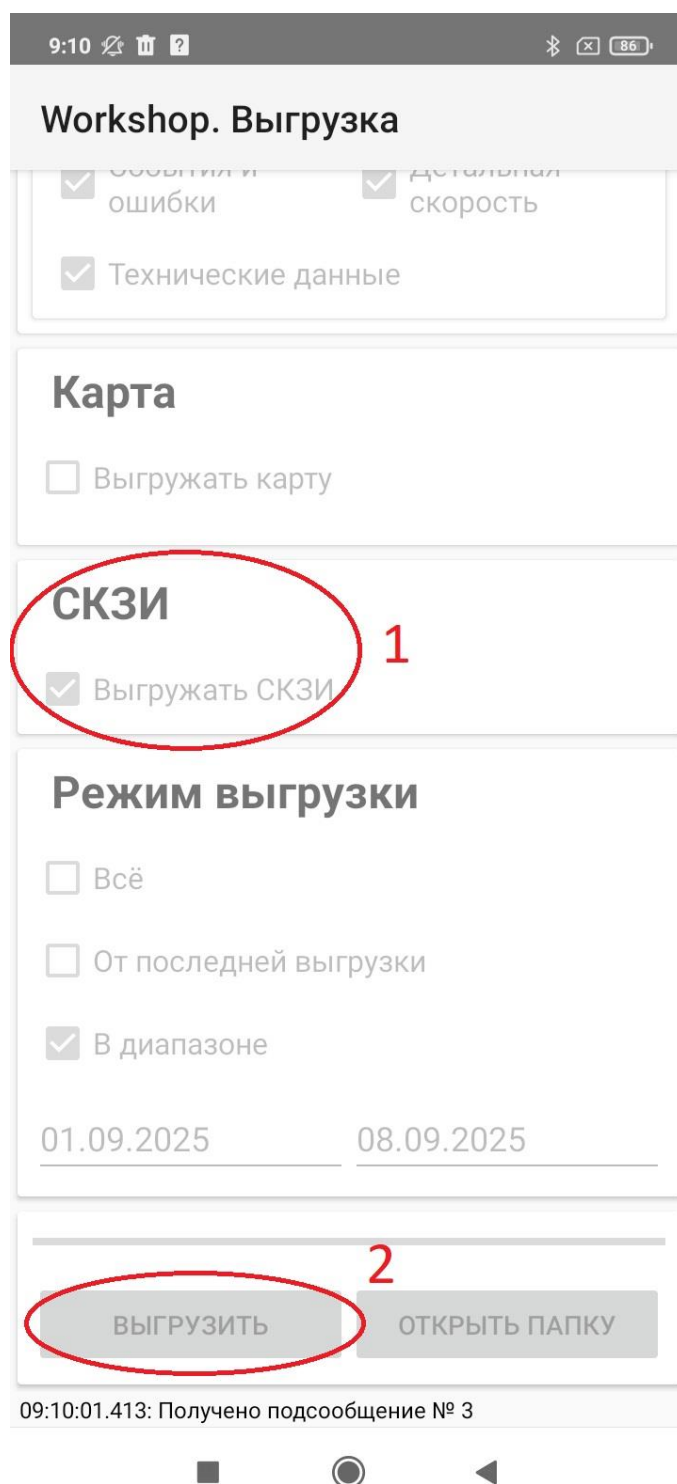 9:10
86
Workshop. Выгрузка
События и
ошибки
Детальная
скорость
Технические данные
Карта
Выгружать карту
СКЗИ
1
Выгружать СКЗИ
Режим выгрузки
Всё
От последней выгрузки
В диапазоне
01.09.2025
08.09.2025
2
ВЫГРУЗИТЬ
ОТКРЫТЬ ПАПКУ
09:10:01.413: Получено подсообщение № 3